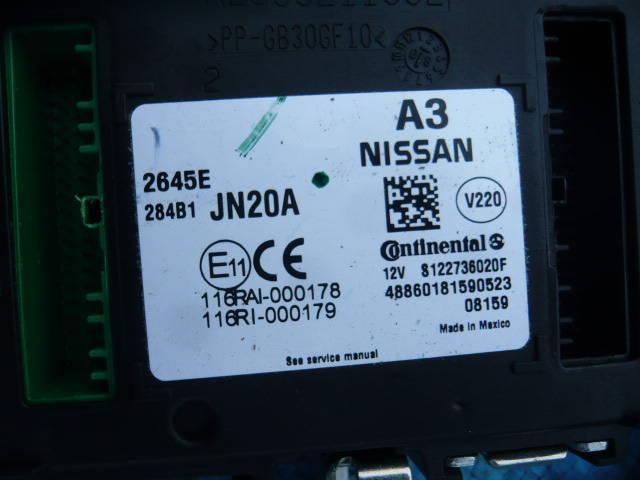 >PP-GB30GF10<
2
A3
NISSAN
2645E
284B1 JN20A
V220
E11 CE
Continental
12V S122736020F
116RAI-000178
48860181590523
116RI-000179
08159
Made in Mexico
See service manual